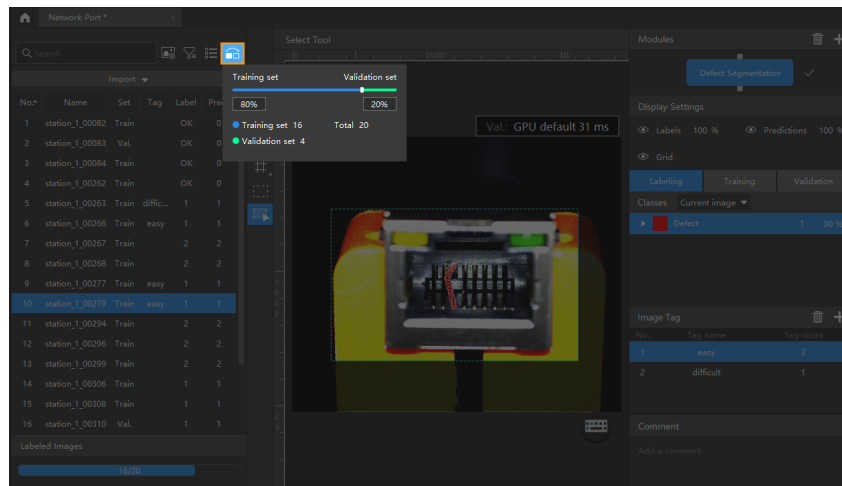 Network Port *
Search
Import
No. Name Set Tag Label Pre
1 station_1_00082 Train OK 0
2 station_1_00083 Val. OK 0
3 station_1_00084 Train OK 0
4 station_1_00262 Train OK 0
5 station_1_00263 Train diffic... 1 1
6 station_1_00266 Train easy 1 1
7 station_1_00267 Train 2 2
8 station_1_00268 Train 2 2
9 station_1_00277 Train easy 1 1
10 station_1_00279 Train easy 1 1
11 station_1_00294 Train 2 2
12 station_1_00296 Train 2 2
13 station_1_00299 Train 2 2
14 station_1_00306 Train 1 1
15 station_1_00308 Train 1 1
16 station_1_00310 Val. 1 1
Labeled Images
16/20
Training set Validation set
80% 20%
Training set 16 Total 20
Validation set 4
Select Tool
Val.: GPU default 31 ms
Modules
Defect Segmentation
Display Settings
Labels 100 % Predictions 100 %
Grid
Labeling Training Validation
Classes Current image
Defect 1 30 %
Image Tag
No. Tag name Tag count
1 easy 3
2 difficult 1
Comment
Add a comment